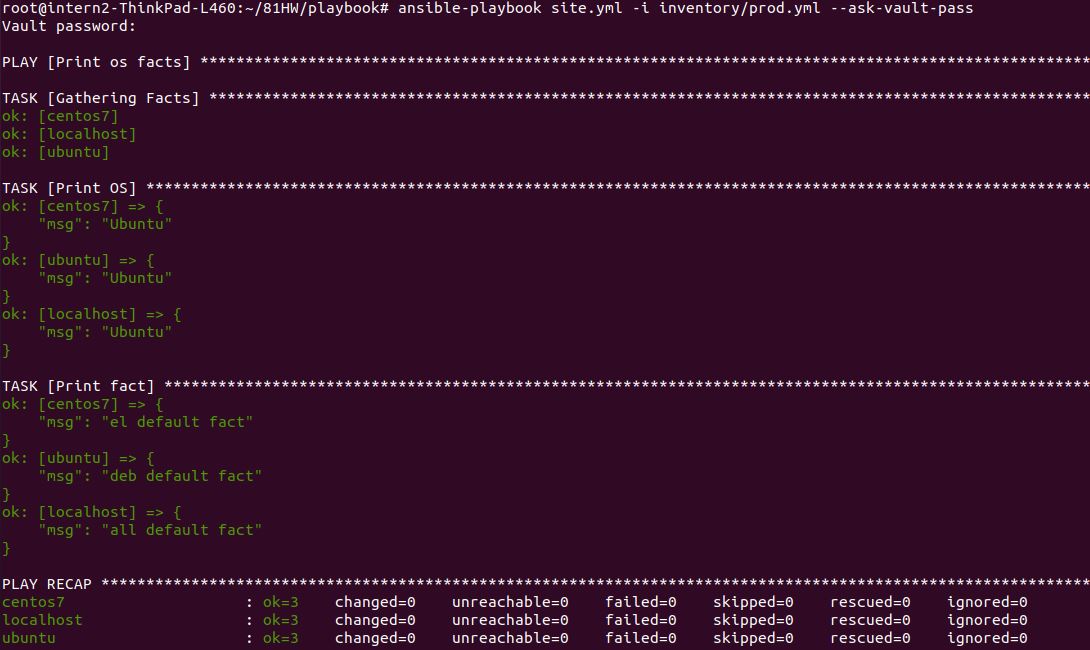 root@intern2-ThinkPad-L460:~/81HW/playbook# ansible-playbook site.yml -i inventory/prod.yml --ask-vault-pass
Vault password:
PLAY [Print os facts] ***************************************************************************************************
TASK [Gathering Facts] **************************************************************************************************
ok: [centos7]
ok: [localhost]
ok: [ubuntu]
TASK [Print OS] *********************************************************************************************************
ok: [centos7] => {
    "msg": "Ubuntu"
}
ok: [ubuntu] => {
    "msg": "Ubuntu"
}
ok: [localhost] => {
    "msg": "Ubuntu"
}
TASK [Print fact] *******************************************************************************************************
ok: [centos7] => {
    "msg": "el default fact"
}
ok: [ubuntu] => {
    "msg": "deb default fact"
}
ok: [localhost] => {
    "msg": "all default fact"
}
PLAY RECAP **************************************************************************************************************
centos7                    : ok=3    changed=0    unreachable=0    failed=0    skipped=0    rescued=0    ignored=0
localhost                  : ok=3    changed=0    unreachable=0    failed=0    skipped=0    rescued=0    ignored=0
ubuntu                     : ok=3    changed=0    unreachable=0    failed=0    skipped=0    rescued=0    ignored=0